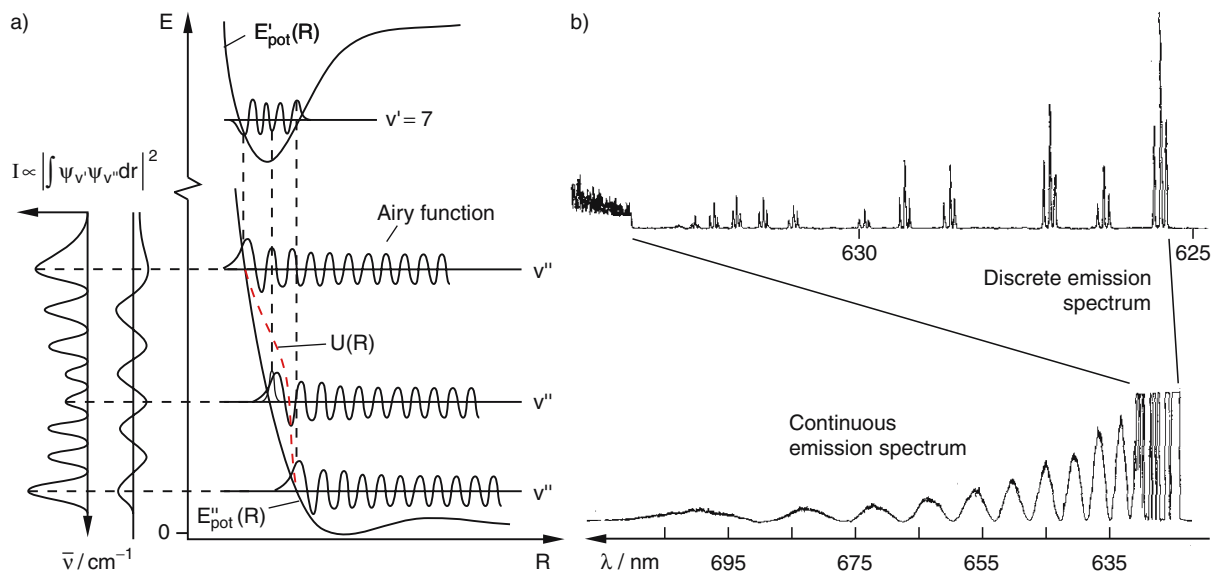 a)
E
E'pot(R)
v' = 7
I ∝ |∫ ψv' ψv'' dr|²
Airy function
v''
U(R)
v''
v''
E''pot(R)
0
ν̄ / cm⁻¹
R
b)
630
625
Discrete emission
spectrum
Continuous
emission spectrum
λ / nm
695
675
655
635